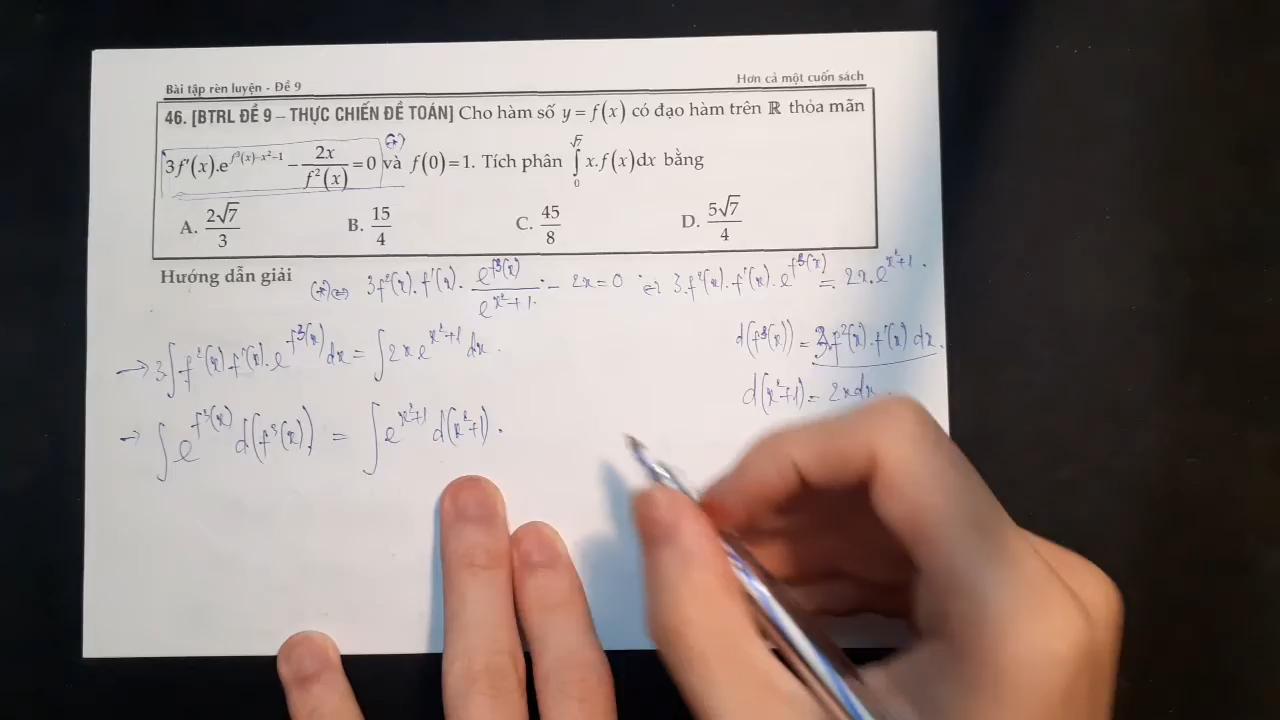 Bài tập rèn luyện - Đề 9
Hơn cả một cuốn sách
46. [BTRL ĐỀ 9 – THỰC CHIẾN ĐỀ TOÁN] Cho hàm số y = f(x) có đạo hàm trên ℝ thỏa mãn
3f'(x).e^{f³(x)-x²-1} - 2x/f²(x) = 0 (*) và f(0) = 1. Tích phân ∫₀^{√7} x.f(x)dx bằng
A. 2√7/3 B. 15/4 C. 45/8 D. 5√7/4
Hướng dẫn giải
(*) ⇔ 3f²(x).f'(x). e^{f³(x)}/e^{x²+1} - 2x = 0 ⇔ 3.f²(x).f'(x).e^{f³(x)} = 2x.e^{x²+1}.
→ 3.∫f²(x)f'(x).e^{f³(x)}dx = ∫2xe^{x²+1}dx.
d(f³(x)) = 3.f²(x).f'(x)dx.
d(x²+1) = 2xdx.
→ ∫e^{f³(x)}d(f³(x)) = ∫e^{x²+1}d(x²+1).